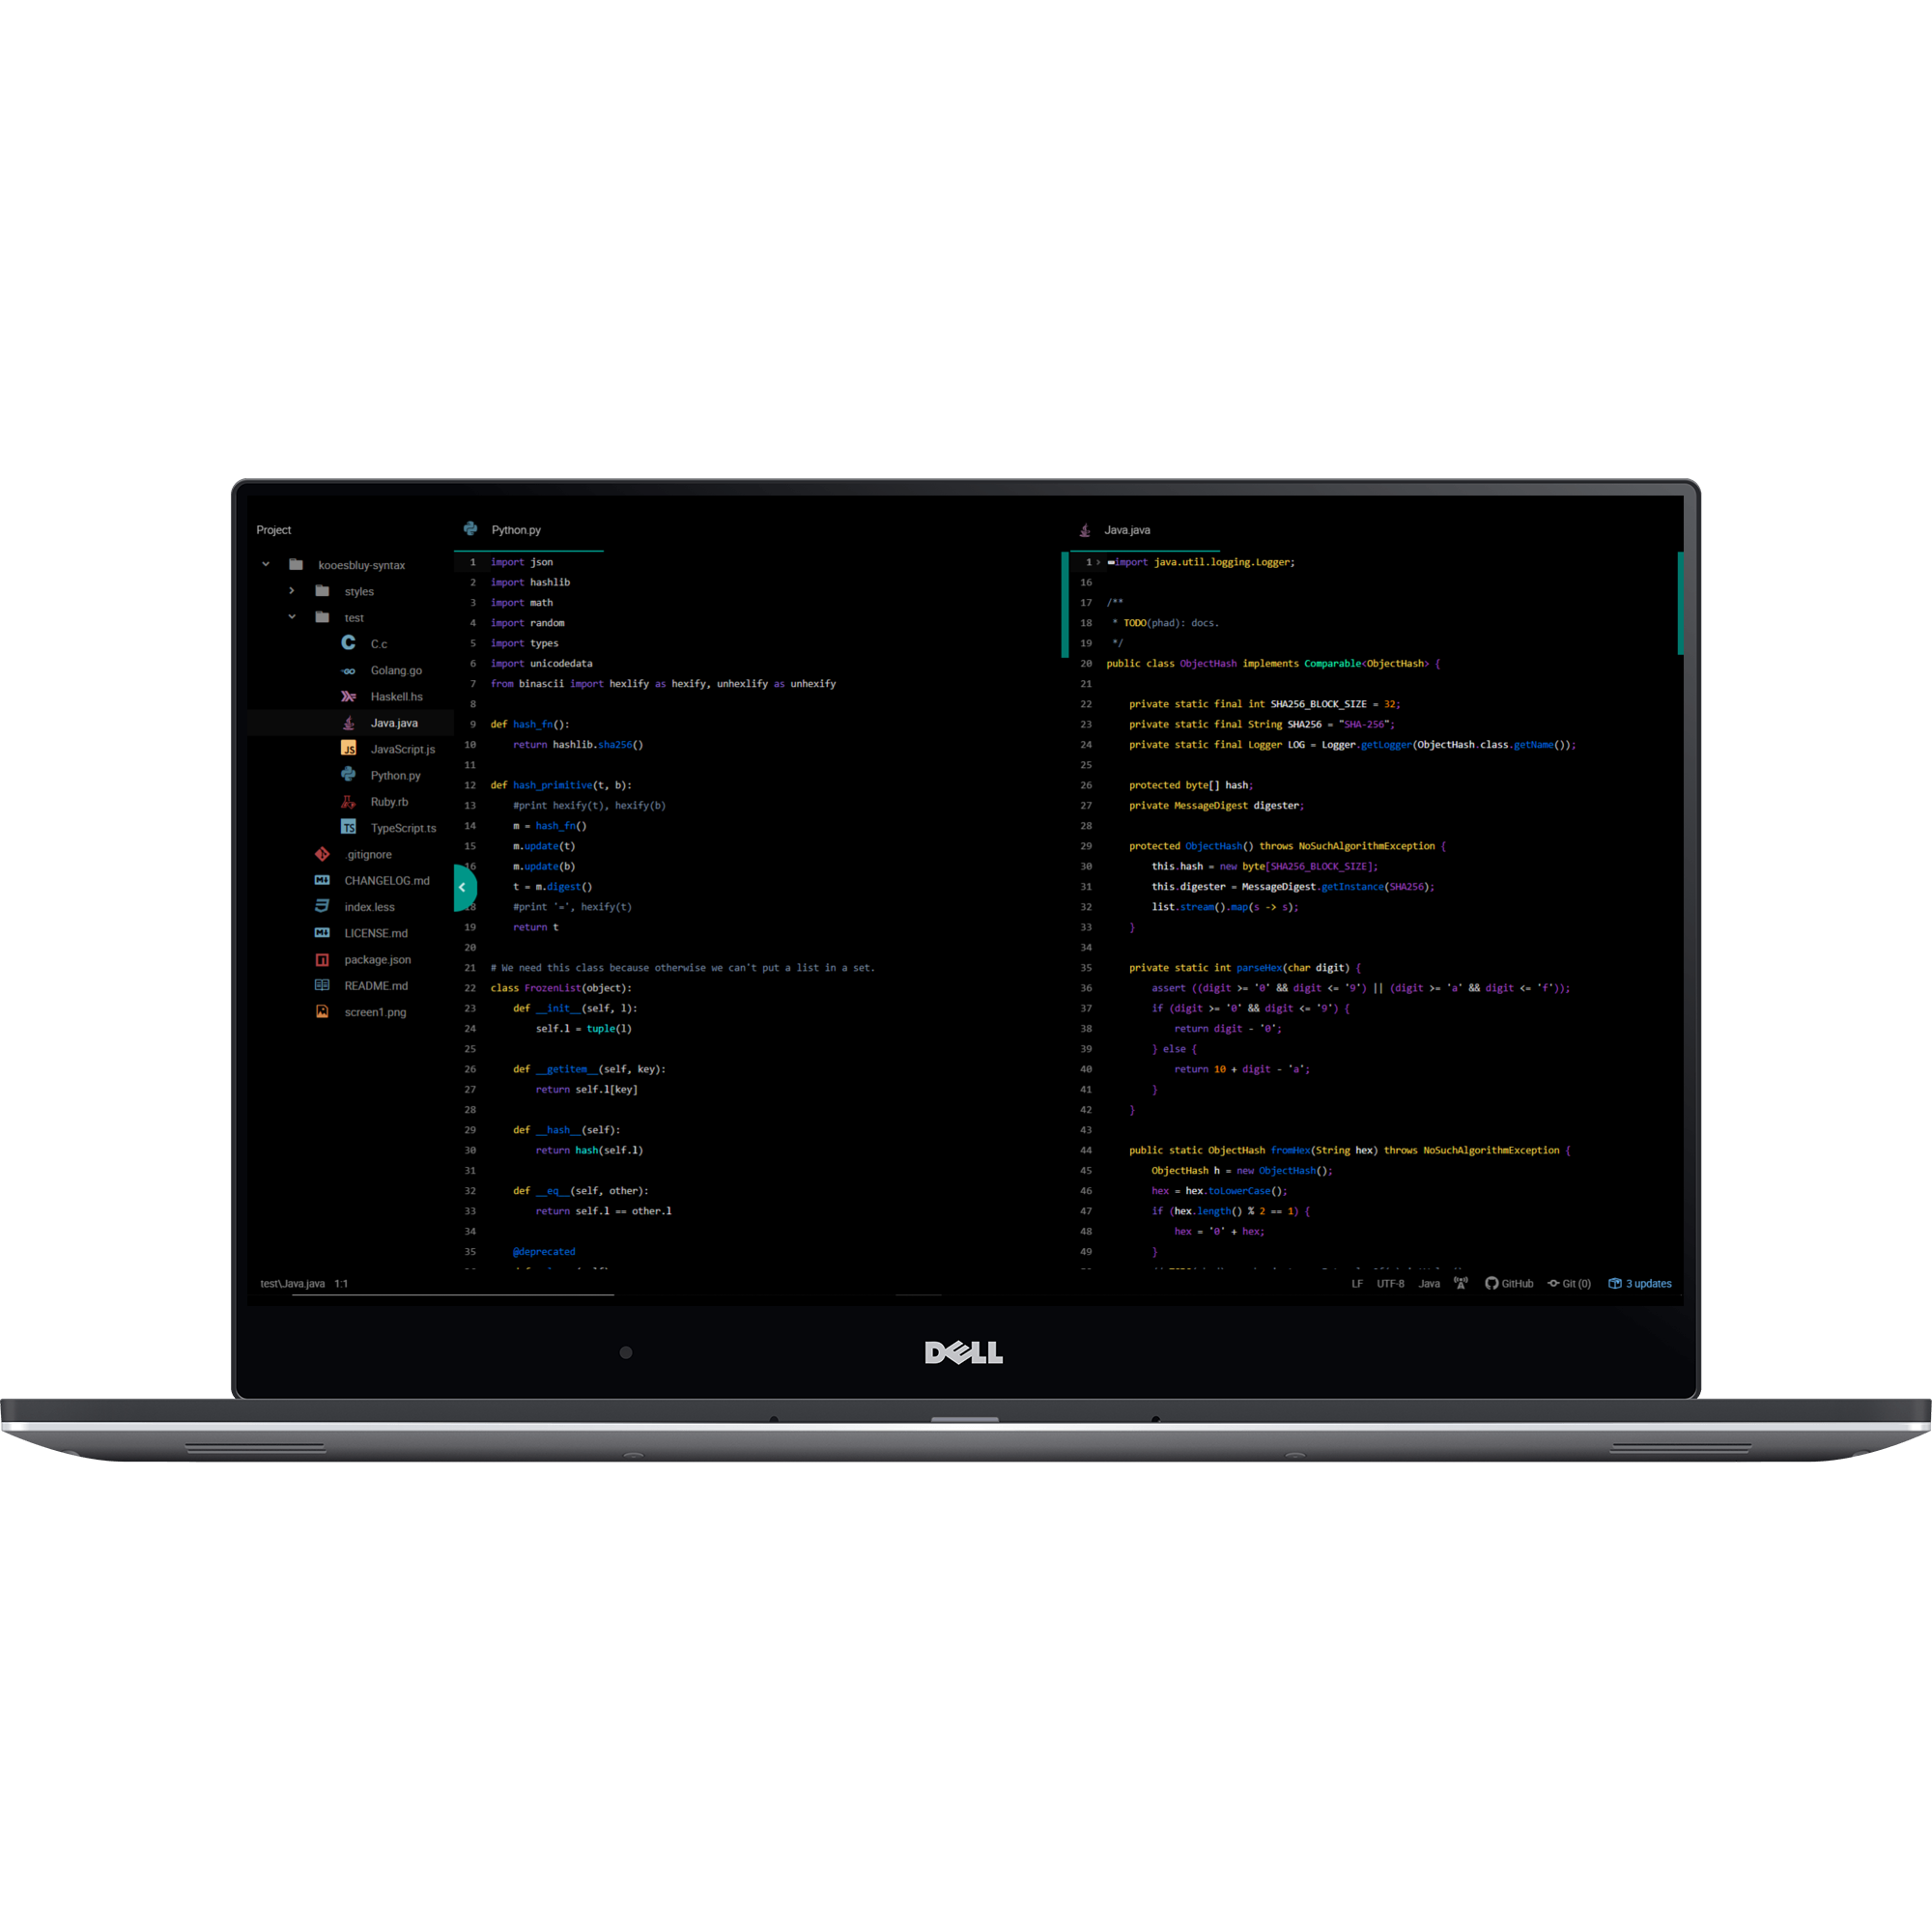 Project
kooesbluy-syntax
styles
test
C.c
Golang.go
Haskell.hs
Java.java
JavaScript.js
Python.py
Ruby.rb
TypeScript.ts
.gitignore
CHANGELOG.md
index.less
LICENSE.md
package.json
README.md
screen1.png
Python.py
1 import json
2 import hashlib
3 import math
4 import random
5 import types
6 import unicodedata
7 from binascii import hexlify as hexify, unhexlify as unhexify
8
9 def hash_fn():
10 return hashlib.sha256()
11
12 def hash_primitive(t, b):
13 #print hexify(t), hexify(b)
14 m = hash_fn()
15 m.update(t)
16 m.update(b)
t = m.digest()
18 #print '=', hexify(t)
19 return t
20
21 # We need this class because otherwise we can't put a list in a set.
22 class FrozenList(object):
23 def __init__(self, l):
24 self.l = tuple(l)
25
26 def __getitem__(self, key):
27 return self.l[key]
28
29 def __hash__(self):
30 return hash(self.l)
31
32 def __eq__(self, other):
33 return self.l == other.l
34
35 @deprecated
Java.java
1 import java.util.logging.Logger;
16
17 /**
18 * TODO(phad): docs.
19 */
20 public class ObjectHash implements Comparable<ObjectHash> {
21
22 private static final int SHA256_BLOCK_SIZE = 32;
23 private static final String SHA256 = "SHA-256";
24 private static final Logger LOG = Logger.getLogger(ObjectHash.class.getName());
25
26 protected byte[] hash;
27 private MessageDigest digester;
28
29 protected ObjectHash() throws NoSuchAlgorithmException {
30 this.hash = new byte[SHA256_BLOCK_SIZE];
31 this.digester = MessageDigest.getInstance(SHA256);
32 list.stream().map(s -> s);
33 }
34
35 private static int parseHex(char digit) {
36 assert ((digit >= '0' && digit <= '9') || (digit >= 'a' && digit <= 'f'));
37 if (digit >= '0' && digit <= '9') {
38 return digit - '0';
39 } else {
40 return 10 + digit - 'a';
41 }
42 }
43
44 public static ObjectHash fromHex(String hex) throws NoSuchAlgorithmException {
45 ObjectHash h = new ObjectHash();
46 hex = hex.toLowerCase();
47 if (hex.length() % 2 == 1) {
48 hex = '0' + hex;
49 }
test\Java.java 1:1
LF UTF-8 Java GitHub Git (0) 3 updates
DELL